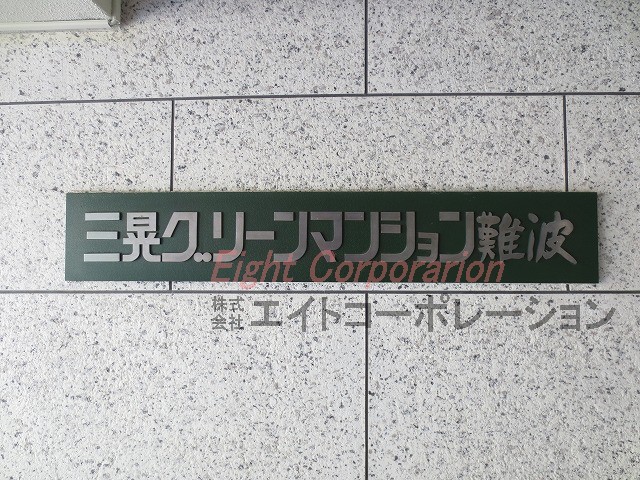 三晃グリーンマンション難波
Eight Corporarion
株式会社エイトコーポレーション